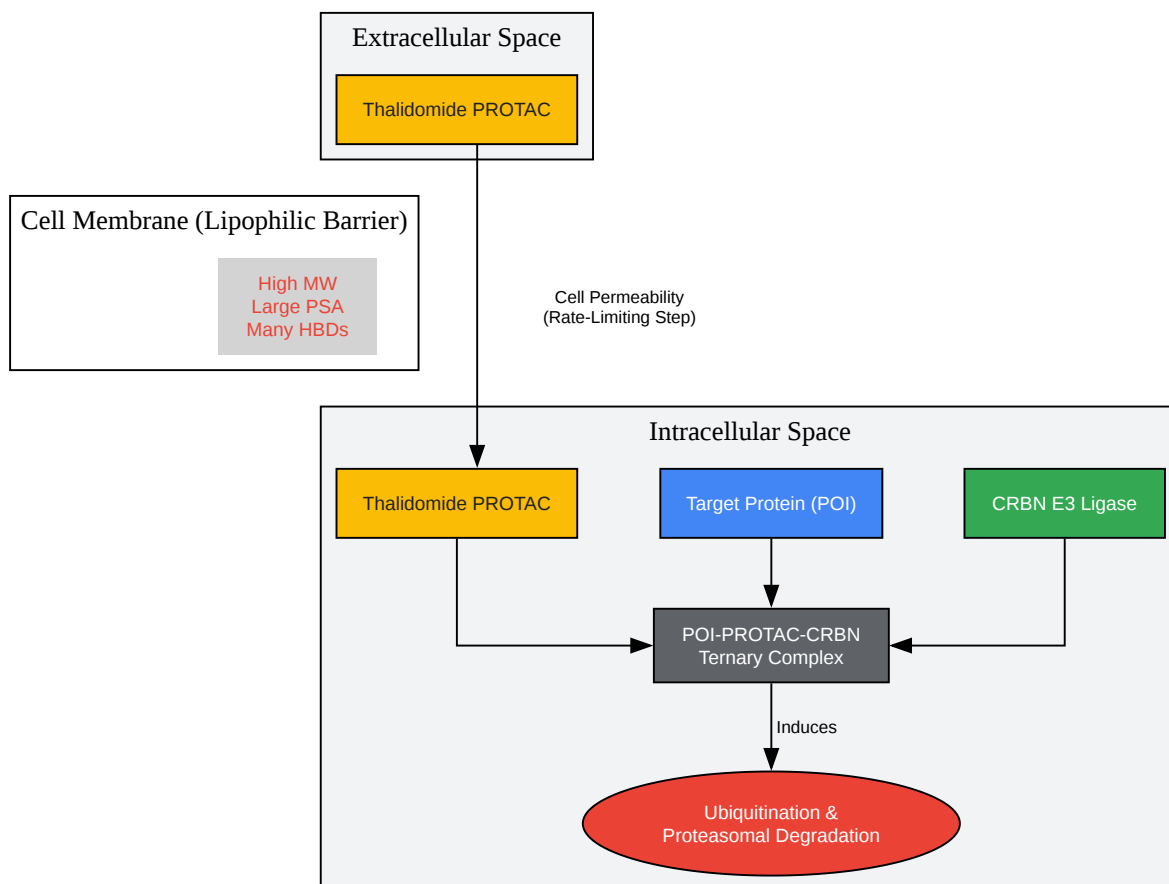 Extracellular Space
Thalidomide PROTAC
Cell Membrane (Lipophilic Barrier)
High MW
Large PSA
Many HBDs
Cell Permeability
(Rate-Limiting Step)
Intracellular Space
Thalidomide PROTAC
Target Protein (POI)
CRBN E3 Ligase
POI-PROTAC-CRBN
Ternary Complex
Induces
Ubiquitination &
Proteasomal Degradation